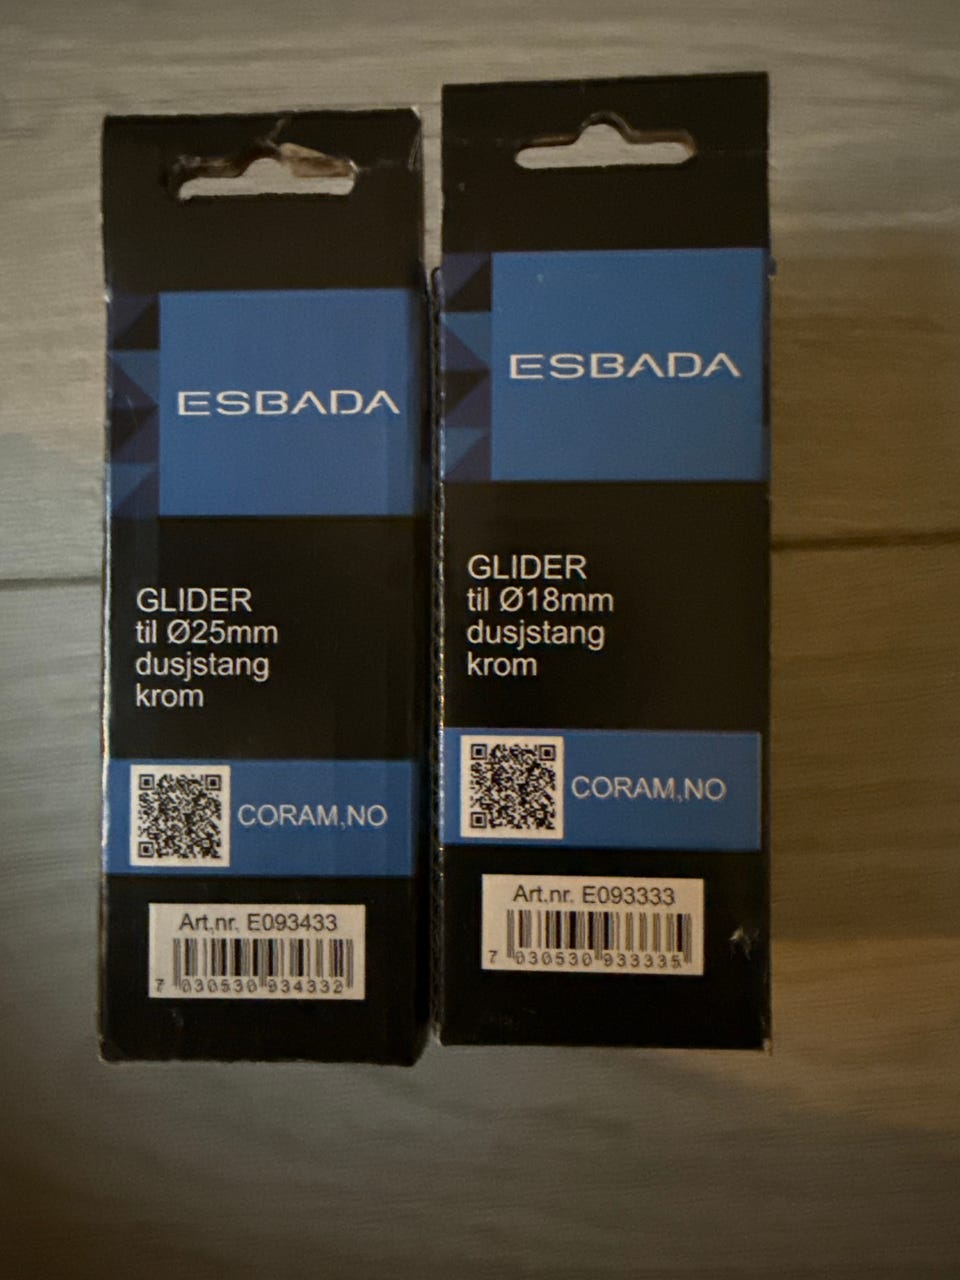 ESBADA
GLIDER
til Ø25mm
dusjstang
krom
CORAM.NO
Art.nr. E093433
7 030530 934332
ESBADA
GLIDER
til Ø18mm
dusjstang
krom
CORAM.NO
Art.nr. E093333
7 030530 933335